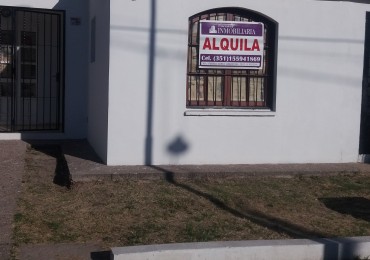 INMOBILIARIA
ALQUILA
Cel. (351)155941869